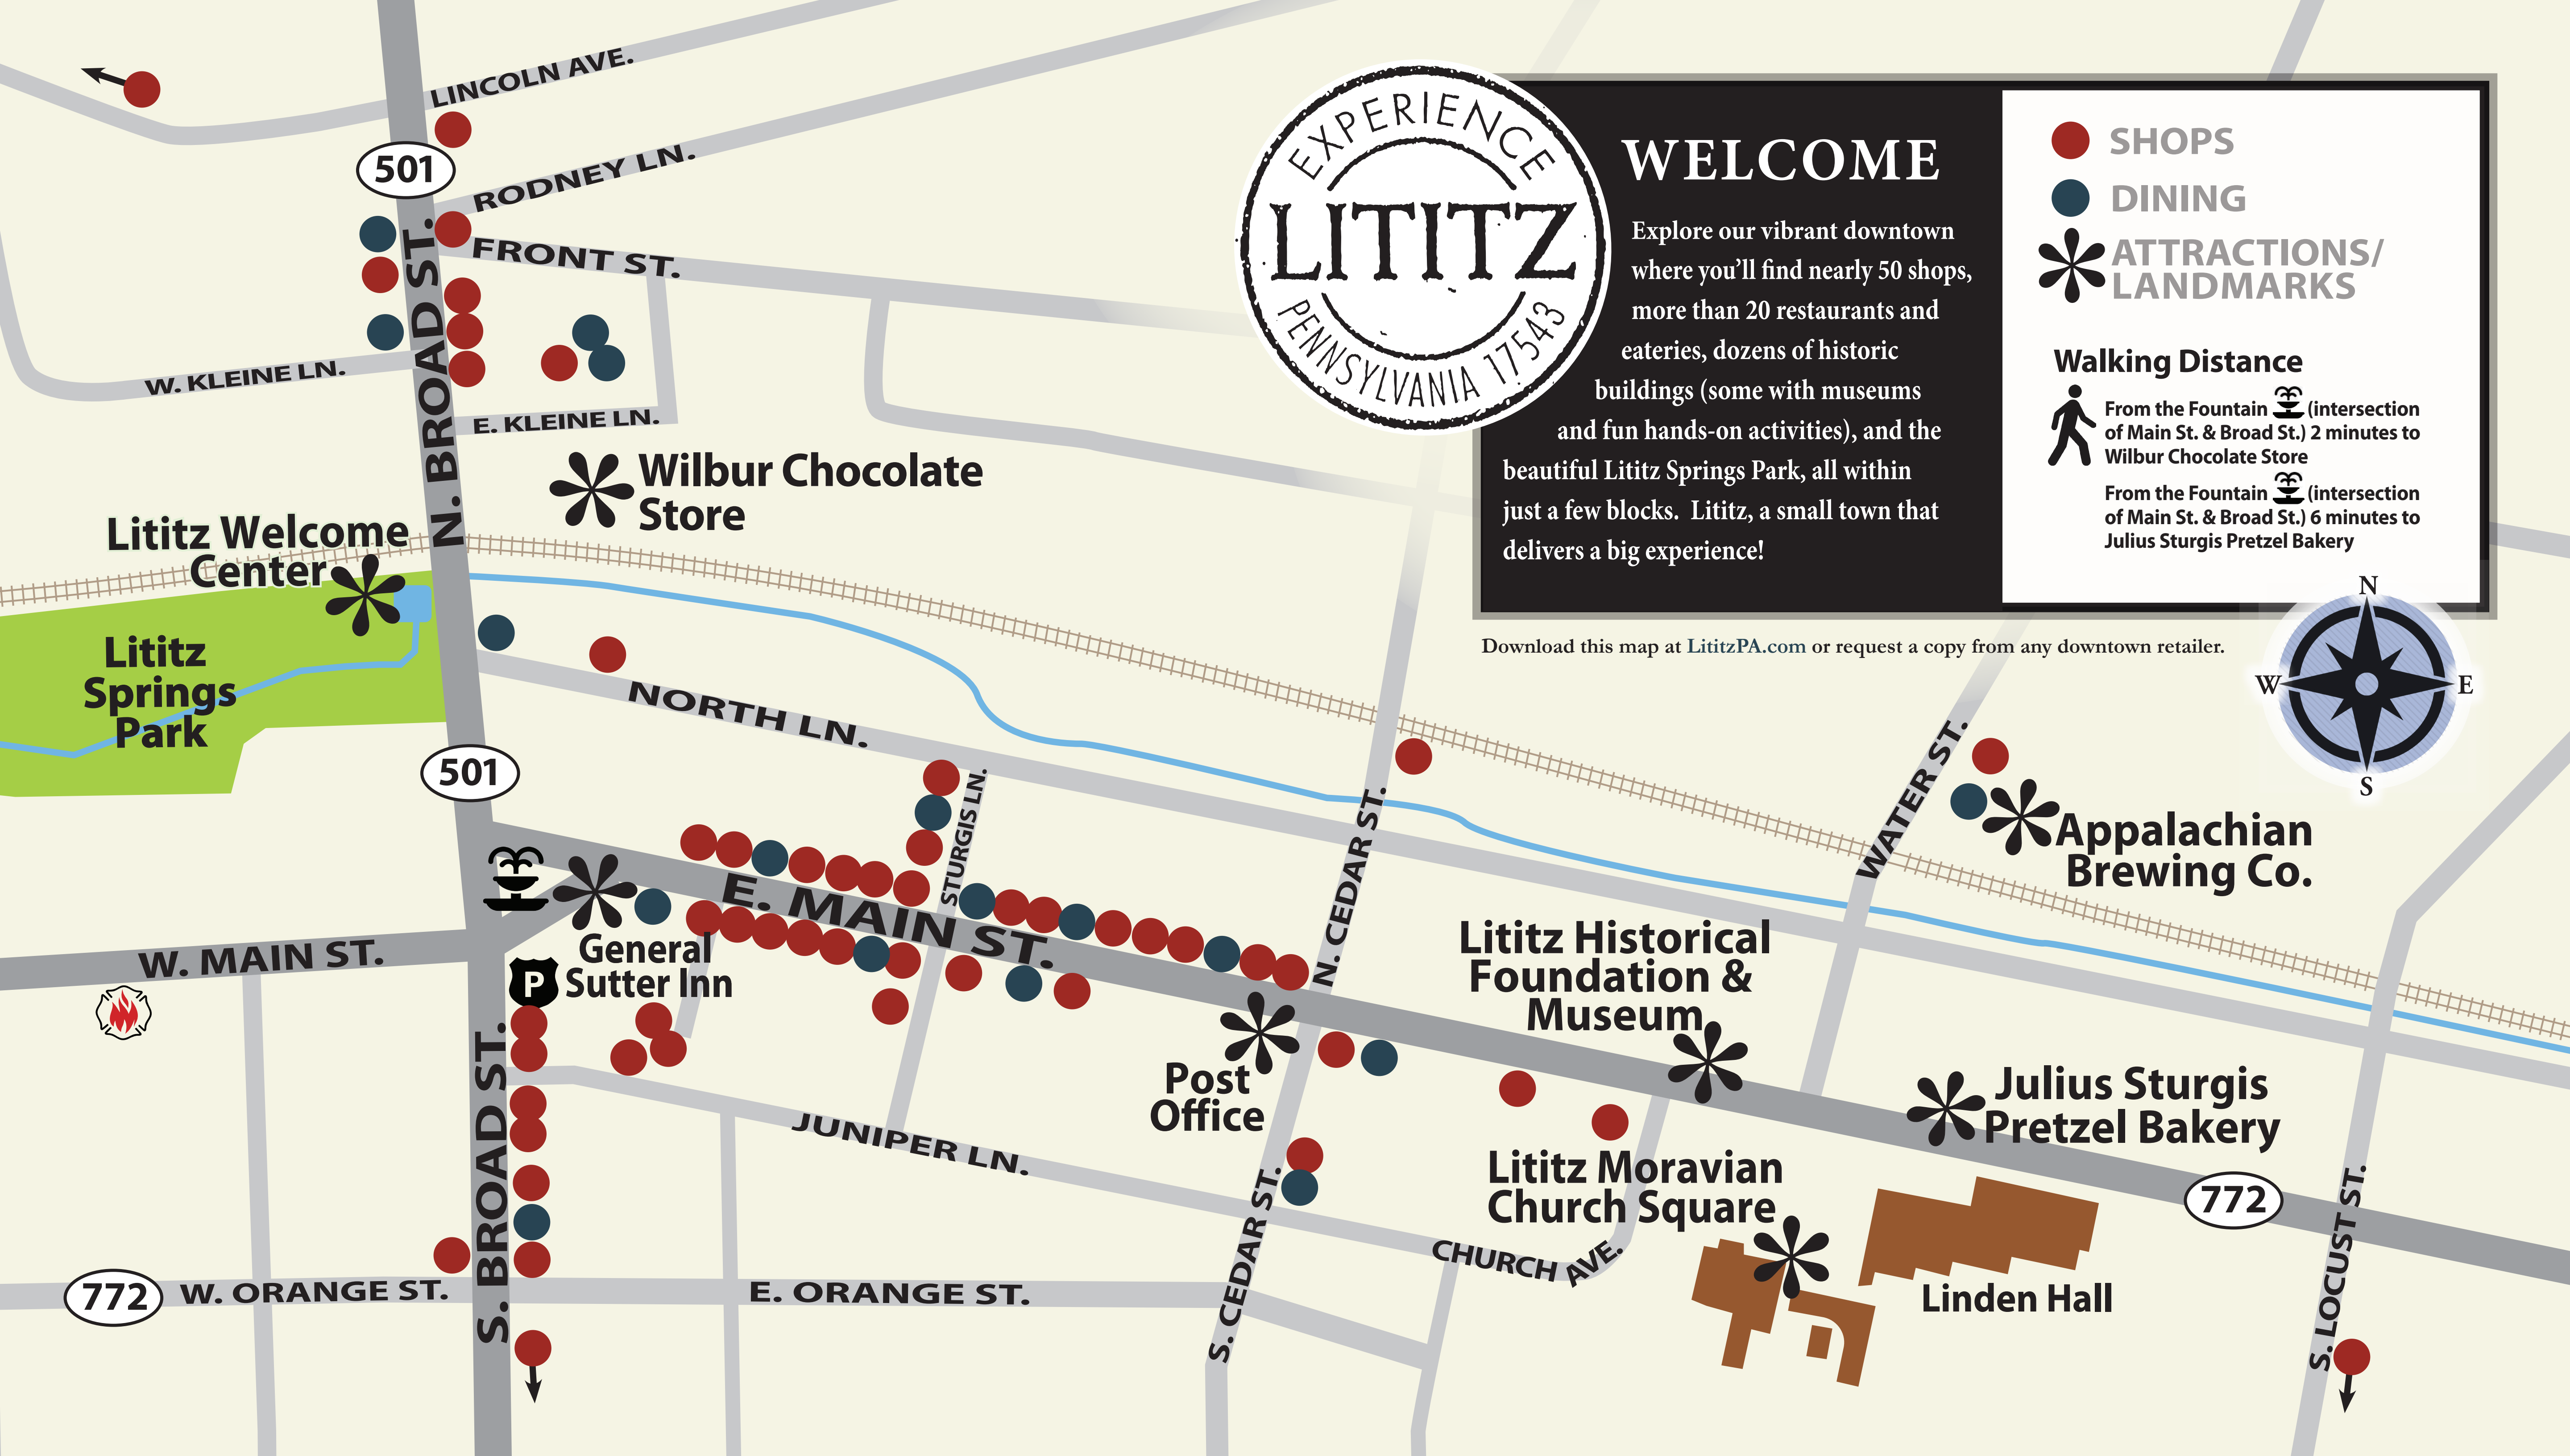 LINCOLN AVE.
501
RODNEY LN.
N. BROAD ST.
FRONT ST.
W. KLEINE LN.
E. KLEINE LN.
Wilbur Chocolate
Store
Lititz Welcome
Center
Lititz
Springs
Park
NORTH LN.
501
STURGIS LN.
E. MAIN ST.
W. MAIN ST.
General
Sutter Inn
P
S. BROAD ST.
JUNIPER LN.
772
W. ORANGE ST.
E. ORANGE ST.
N. CEDAR ST.
Post
Office
S. CEDAR ST.
CHURCH AVE.
Lititz Historical
Foundation &
Museum
Lititz Moravian
Church Square
WATER ST.
Appalachian
Brewing Co.
Julius Sturgis
Pretzel Bakery
772
Linden Hall
S. LOCUST ST.
EXPERIENCE
LITITZ
PENNSYLVANIA 17543
WELCOME
Explore our vibrant downtown
where you’ll find nearly 50 shops,
more than 20 restaurants and
eateries, dozens of historic
buildings (some with museums
and fun hands-on activities), and the
beautiful Lititz Springs Park, all within
just a few blocks. Lititz, a small town that
delivers a big experience!
SHOPS
DINING
ATTRACTIONS/
LANDMARKS
Walking Distance
From the Fountain (intersection
of Main St. & Broad St.) 2 minutes to
Wilbur Chocolate Store
From the Fountain (intersection
of Main St. & Broad St.) 6 minutes to
Julius Sturgis Pretzel Bakery
Download this map at LititzPA.com or request a copy from any downtown retailer.
N
W
E
S